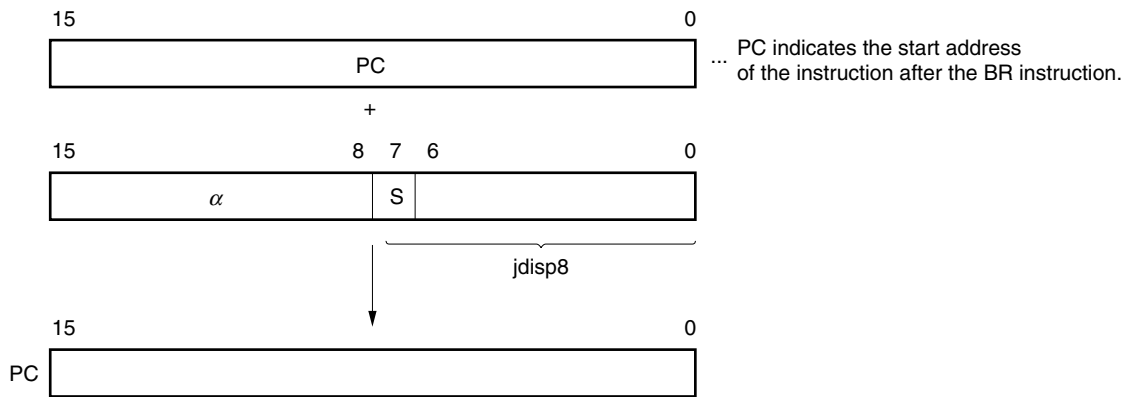 15 0
PC
... PC indicates the start address
of the instruction after the BR instruction.
+
15 8 7 6 0
α S
jdisp8
15 0
PC